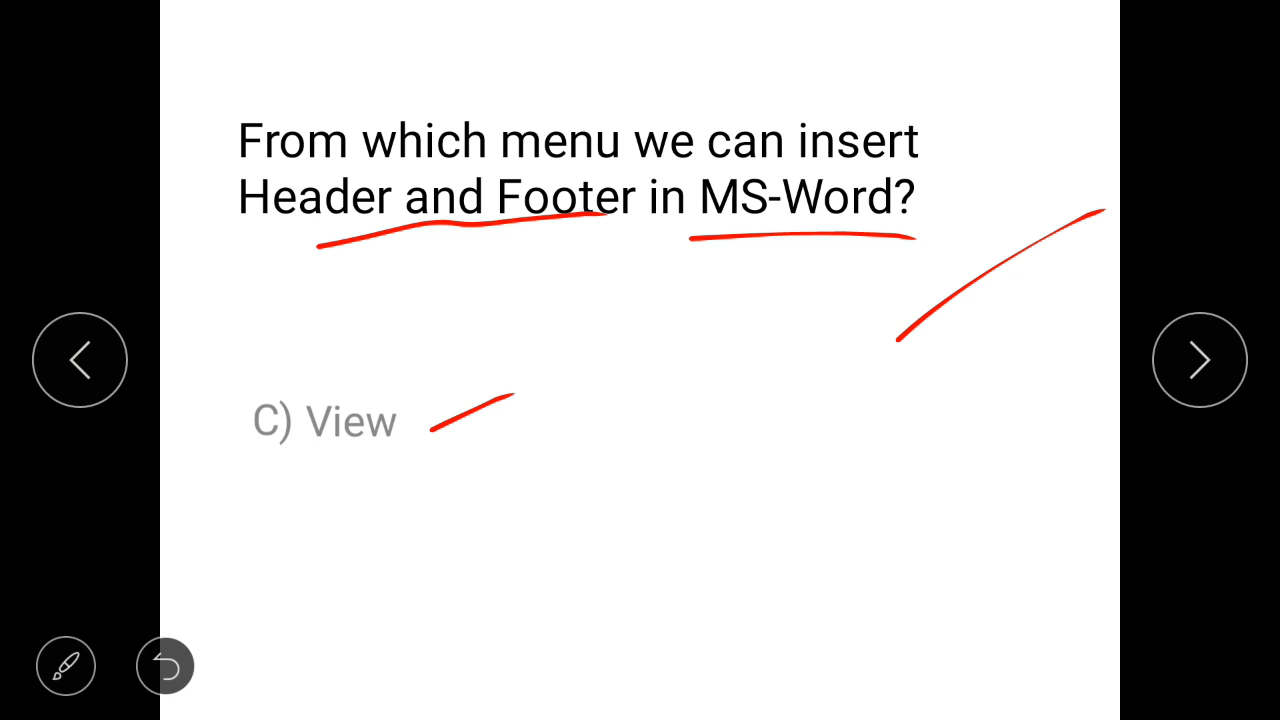 From which menu we can insert
Header and Footer in MS-Word?
C) View